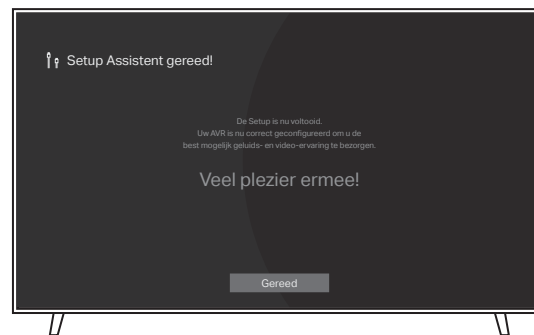 Setup Assistent gereed!
De Setup is nu voltooid.
Uw AVR is nu correct geconfigureerd om u de
best mogelijk geluids- en video-ervaring te bezorgen.
Veel plezier ermee!
Gereed